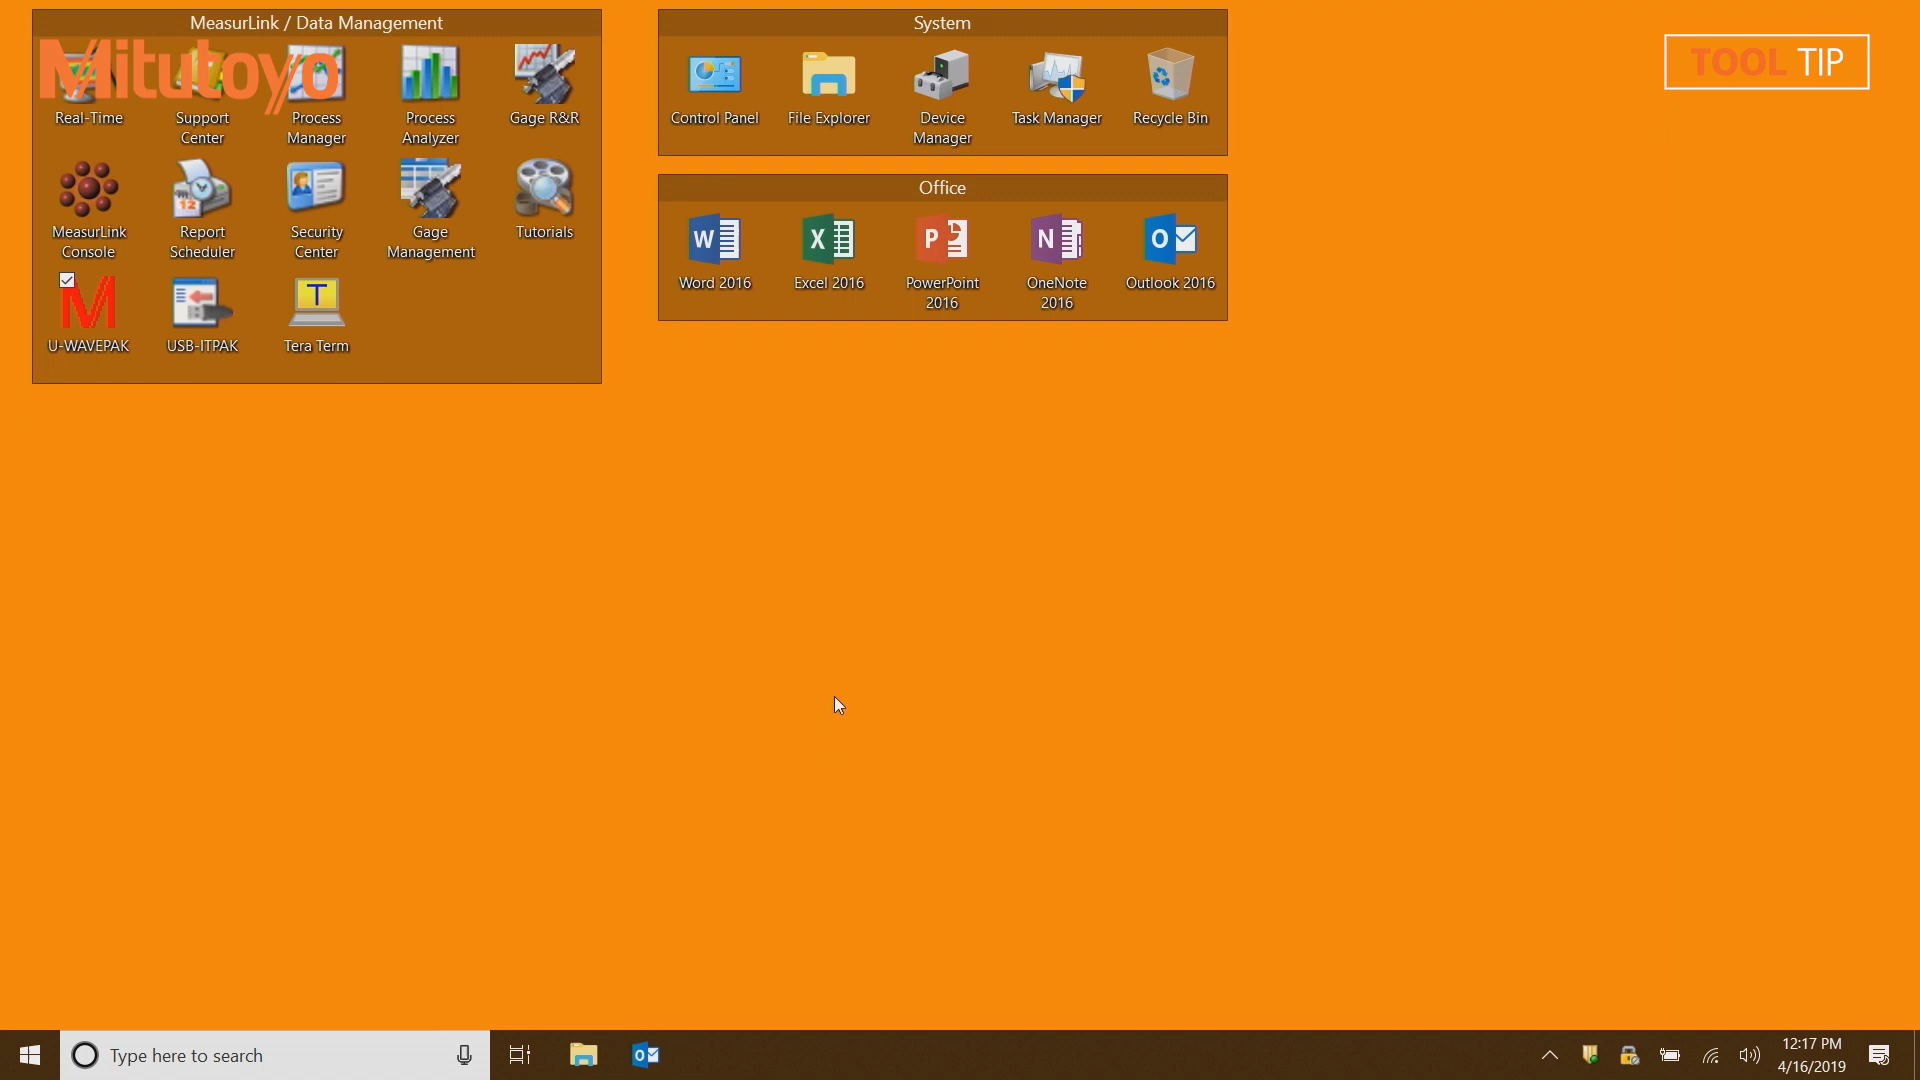 MeasurLink / Data Management
Mitutoyo
Real-Time
Support
Center
Process
Manager
Process
Analyzer
Gage R&R
MeasurLink
Console
Report
Scheduler
12
Security
Center
Gage
Management
Tutorials
M
U-WAVEPAK
USB-ITPAK
T
Tera Term
System
Control Panel
File Explorer
Device
Manager
Task Manager
Recycle Bin
Office
W
Word 2016
X
Excel 2016
P
PowerPoint
2016
N
OneNote
2016
O
Outlook 2016
TOOL TIP
Type here to search
O
12:17 PM
4/16/2019